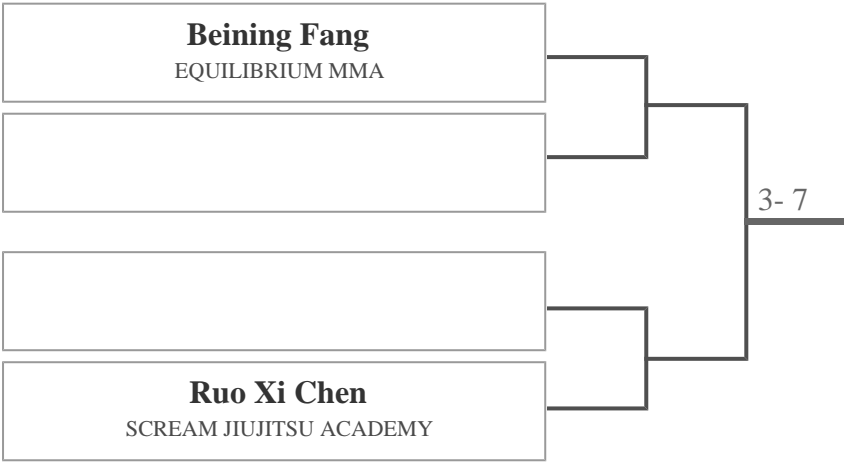 Beining Fang
EQUILIBRIUM MMA
3- 7
Ruo Xi Chen
SCREAM JIUJITSU ACADEMY